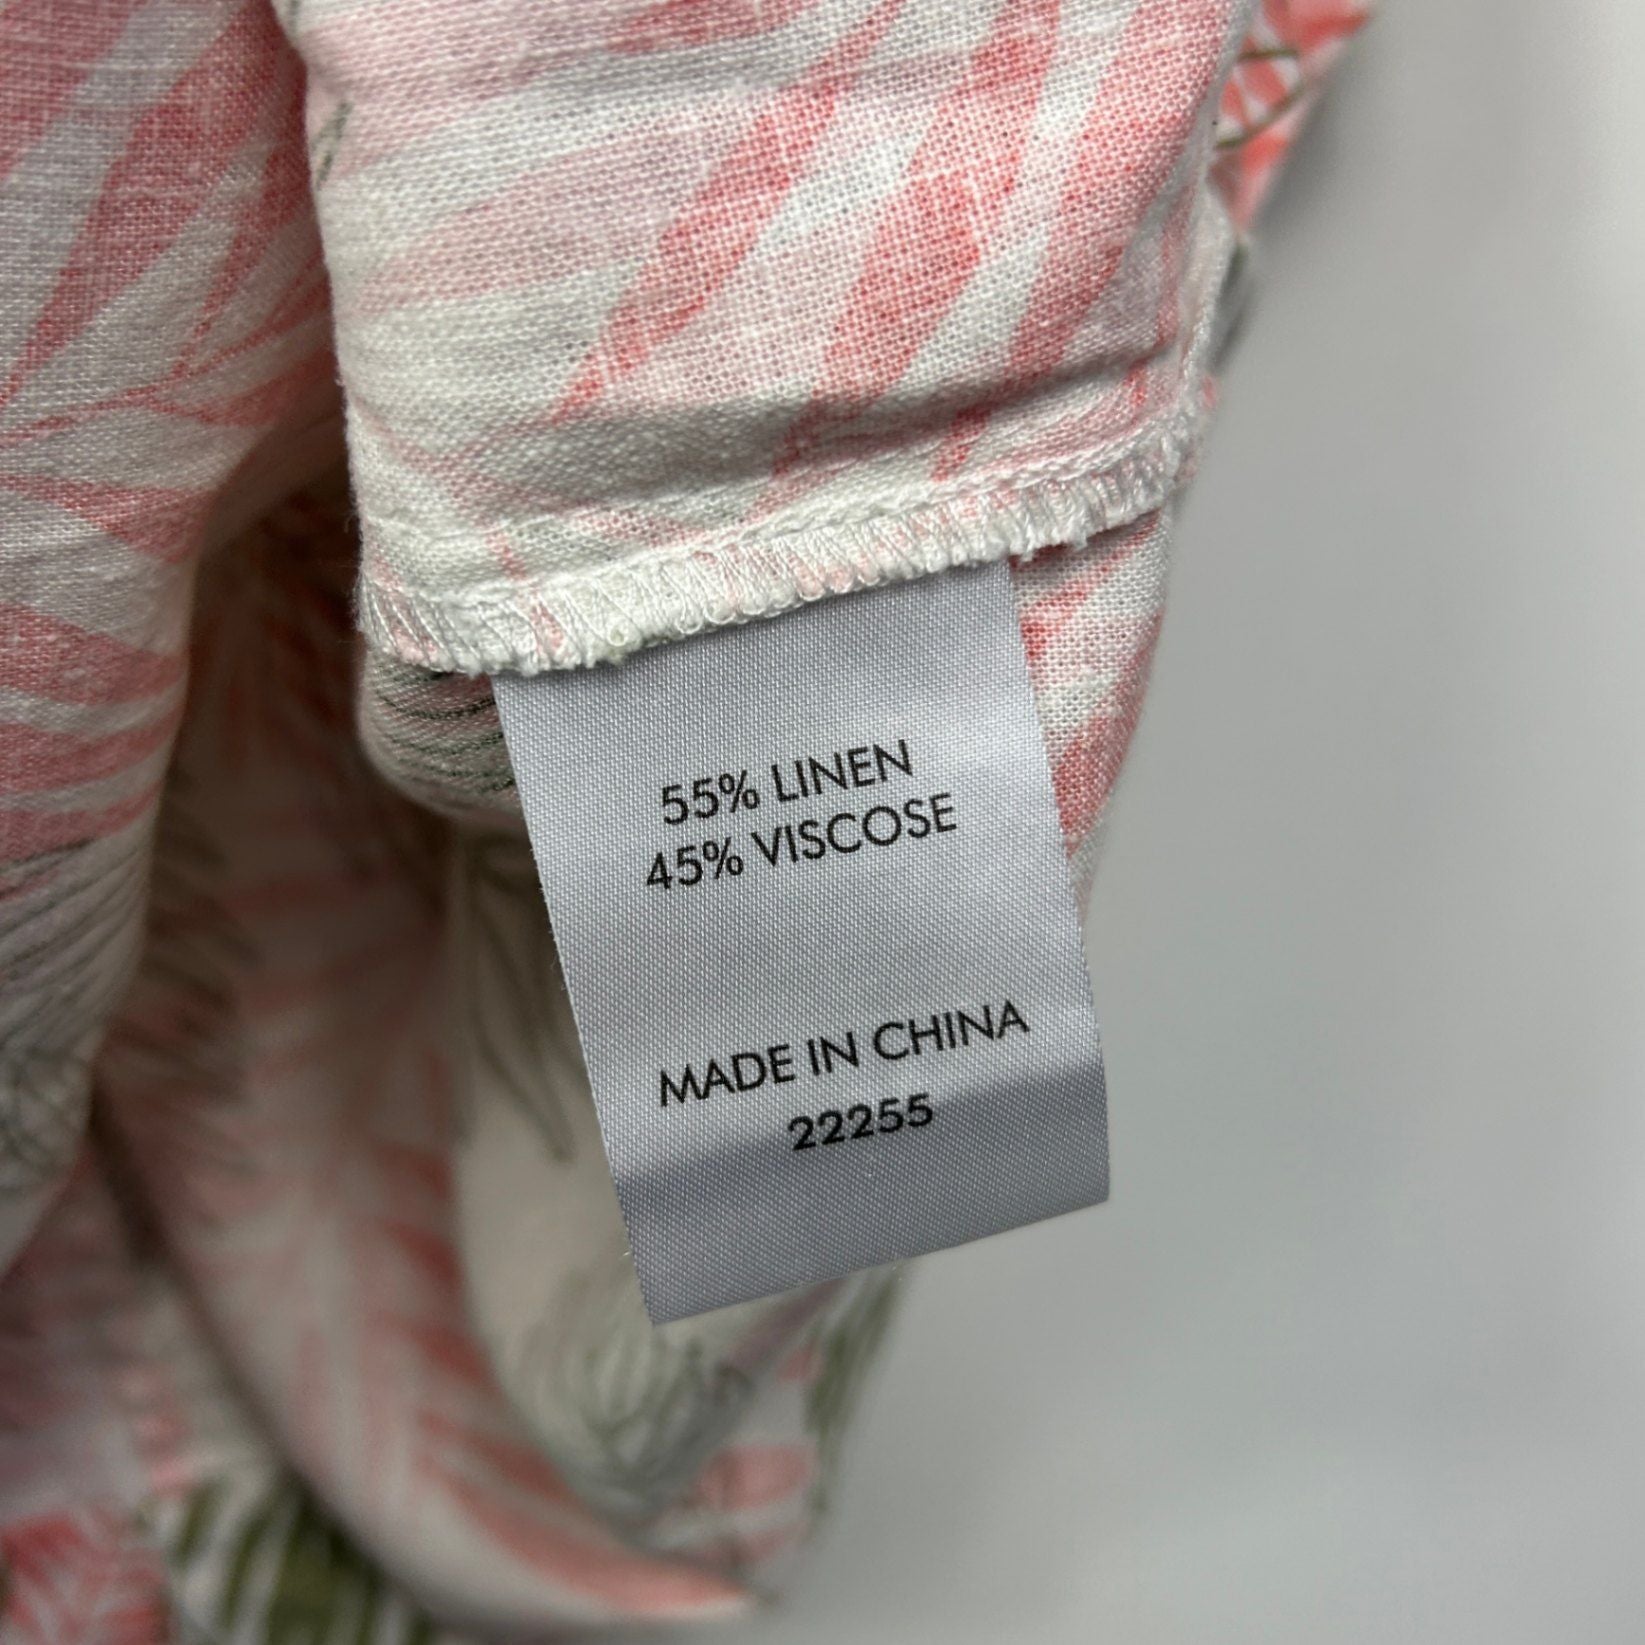 55% LINEN
45% VISCOSE
MADE IN CHINA
22255